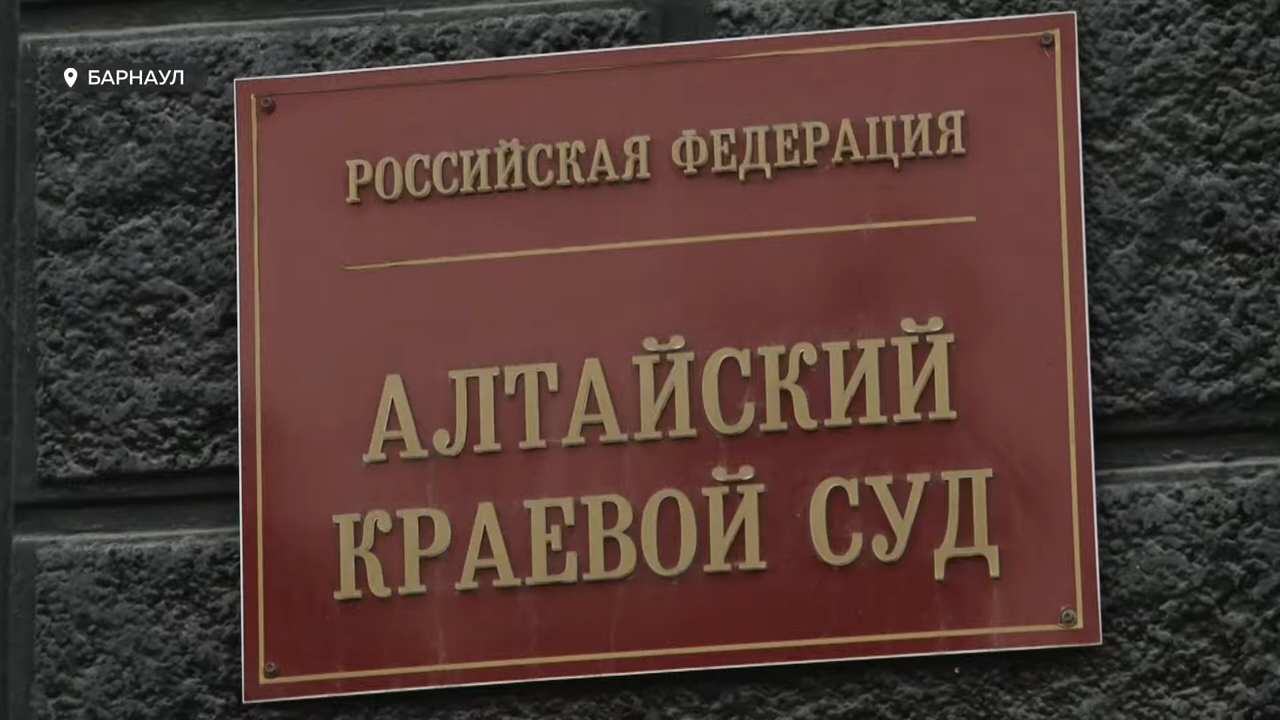 БАРНАУЛ
РОССИЙСКАЯ ФЕДЕРАЦИЯ
АЛТАЙСКИЙ
КРАЕВОЙ СУД